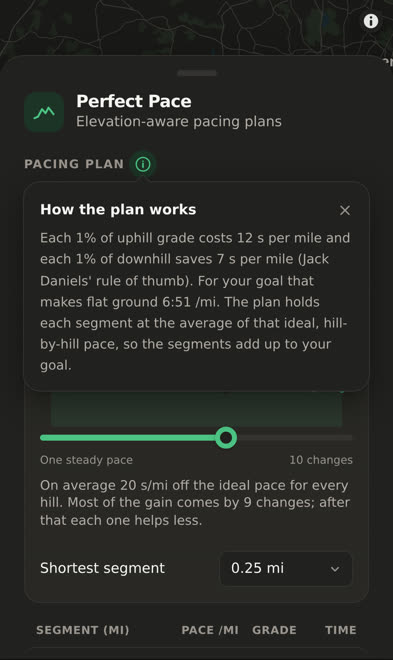 Perfect Pace
Elevation-aware pacing plans
PACING PLAN
How the plan works
Each 1% of uphill grade costs 12 s per mile and
each 1% of downhill saves 7 s per mile (Jack
Daniels' rule of thumb). For your goal that
makes flat ground 6:51 /mi. The plan holds
each segment at the average of that ideal, hill-
by-hill pace, so the segments add up to your
goal.
One steady pace 10 changes
On average 20 s/mi off the ideal pace for every
hill. Most of the gain comes by 9 changes; after
that each one helps less.
Shortest segment 0.25 mi
SEGMENT (MI) PACE /MI GRADE TIME